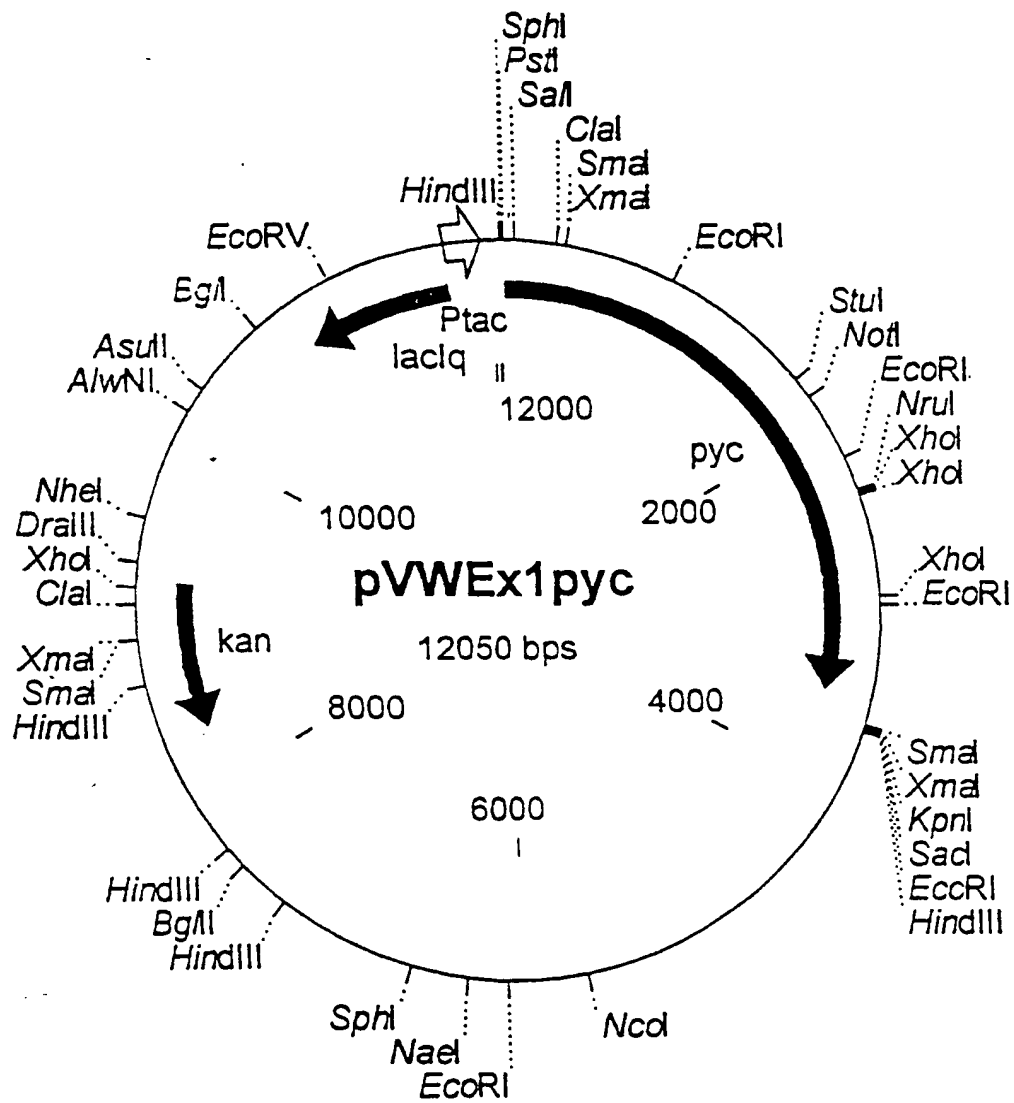 SphI
PstI
SalI
ClaI
SmaI
XmaI
HindIII
EcoRV
EcoRI
BglI
StuI
NotI
AsuII
AlwNI
EcoRI
NruI
XhoI
XhoI
Ptac
lacIq
12000
pyc
NheI
DraIII
XhoI
ClaI
10000
2000
XhoI
EcoRI
pVWEx1pyc
12050 bps
kan
XmaI
SmaI
HindIII
8000
4000
SmaI
XmaI
KpnI
SacI
EccRI
HindIII
6000
HindIII
BglII
HindIII
SphI
NaeI
EcoRI
NcoI